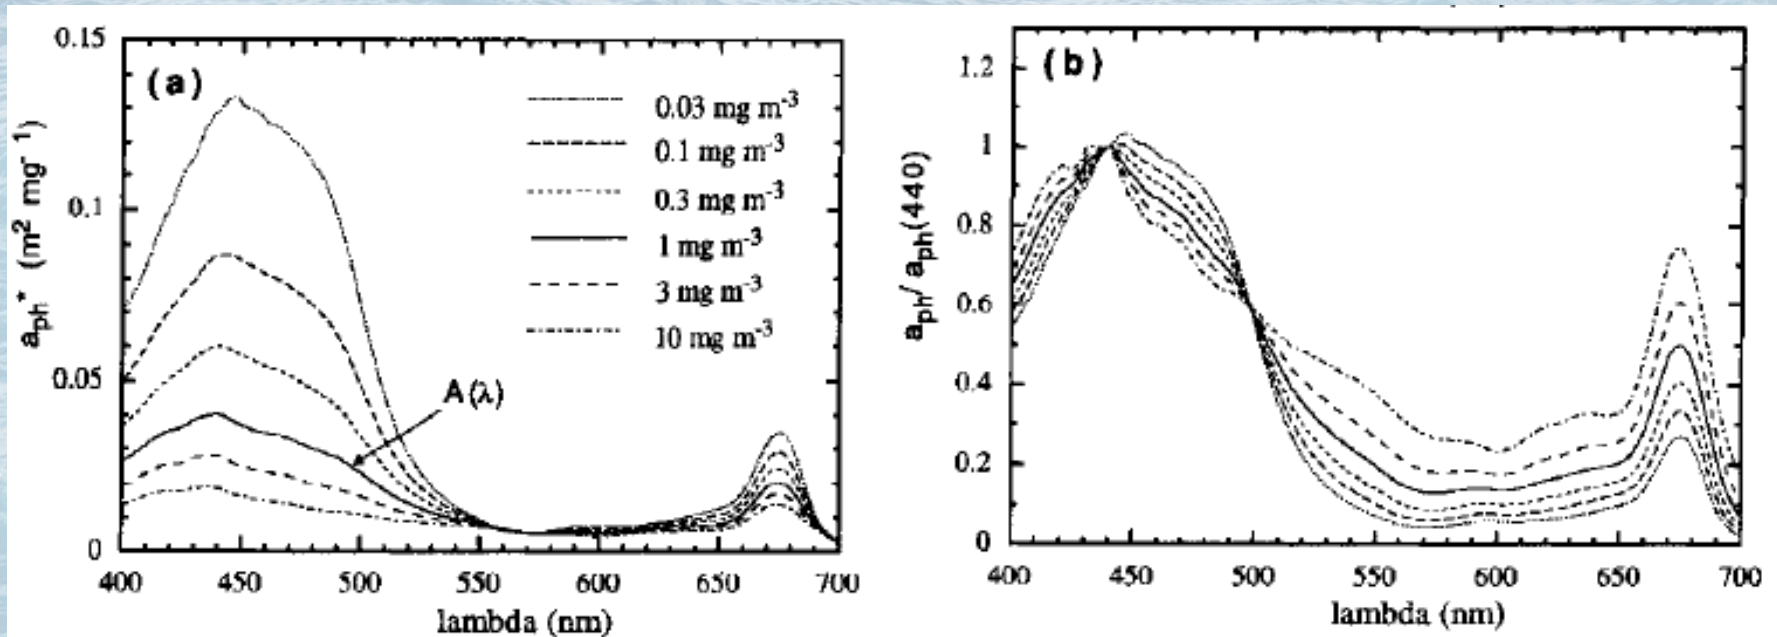 (a)
0.15
0.1
0.05
0
aph* (m2 mg-1)
0.03 mg m-3
0.1 mg m-3
0.3 mg m-3
1 mg m-3
3 mg m-3
10 mg m-3
A(λ)
400 450 500 550 600 650 700
lambda (nm)
(b)
1.2
1
0.8
0.6
0.4
0.2
0
aph/ aph(440)
400 450 500 550 600 650 700
lambda (nm)